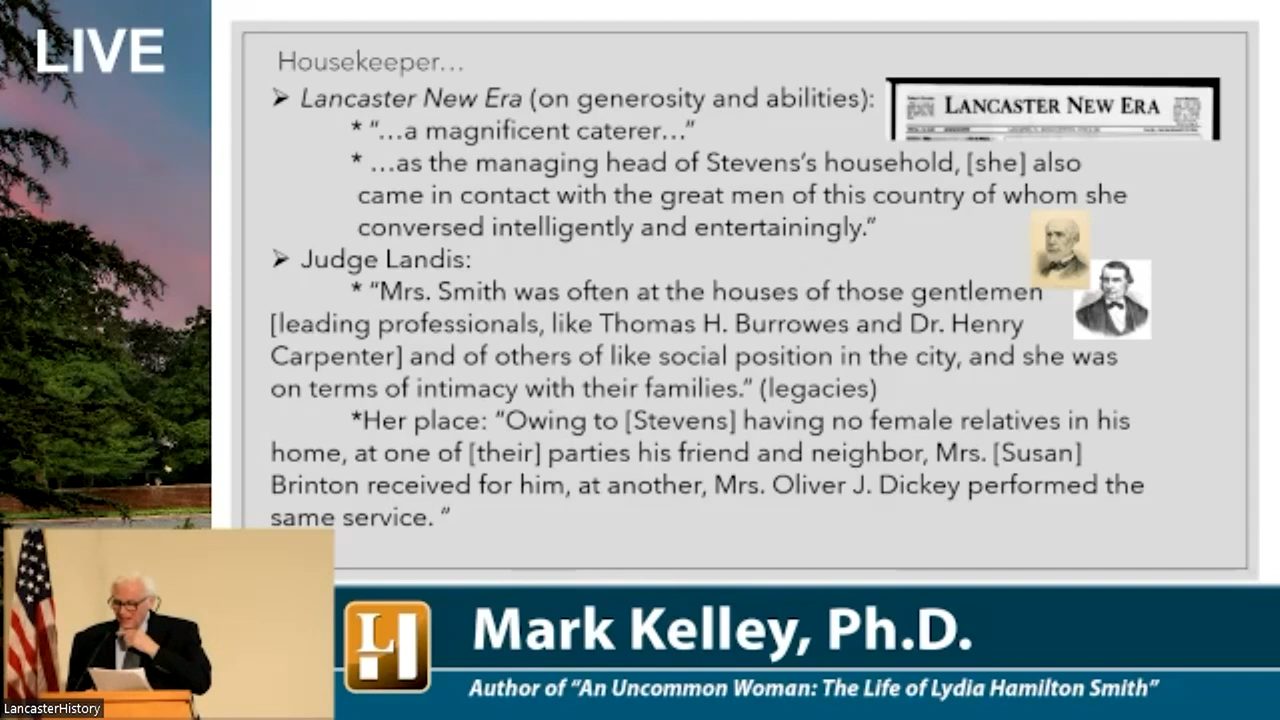 LIVE
Housekeeper…
➤ Lancaster New Era (on generosity and abilities):
LANCASTER NEW ERA
* “…a magnificent caterer…”
* …as the managing head of Stevens’s household, [she] also
came in contact with the great men of this country of whom she
conversed intelligently and entertainingly.”
➤ Judge Landis:
* “Mrs. Smith was often at the houses of those gentlemen
[leading professionals, like Thomas H. Burrowes and Dr. Henry
Carpenter] and of others of like social position in the city, and she was
on terms of intimacy with their families.” (legacies)
*Her place: “Owing to [Stevens] having no female relatives in his
home, at one of [their] parties his friend and neighbor, Mrs. [Susan]
Brinton received for him, at another, Mrs. Oliver J. Dickey performed the
same service. “
LH
Mark Kelley, Ph.D.
Author of “An Uncommon Woman: The Life of Lydia Hamilton Smith”
LancasterHistory